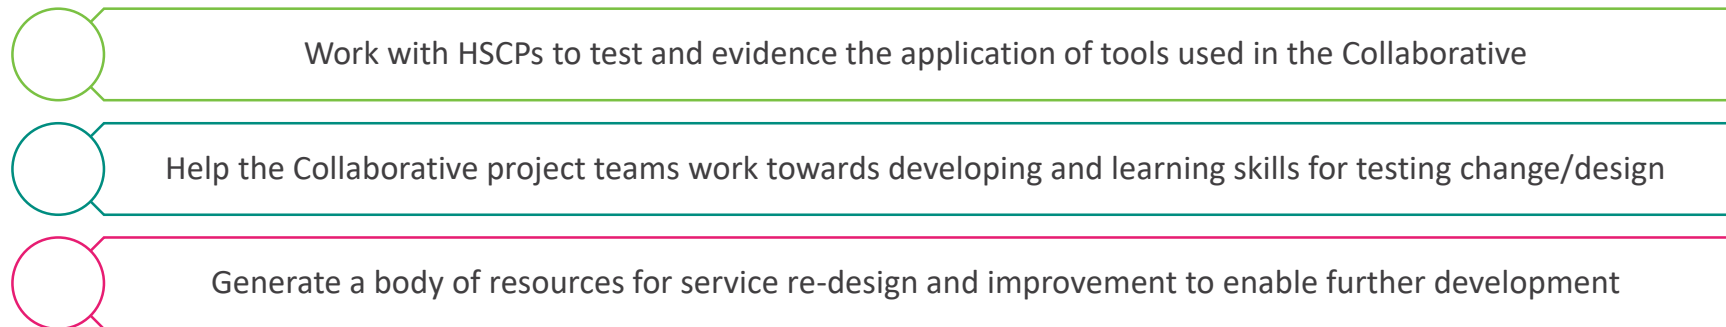 Work with HSCPs to test and evidence the application of tools used in the Collaborative
Help the Collaborative project teams work towards developing and learning skills for testing change/design
Generate a body of resources for service re-design and improvement to enable further development